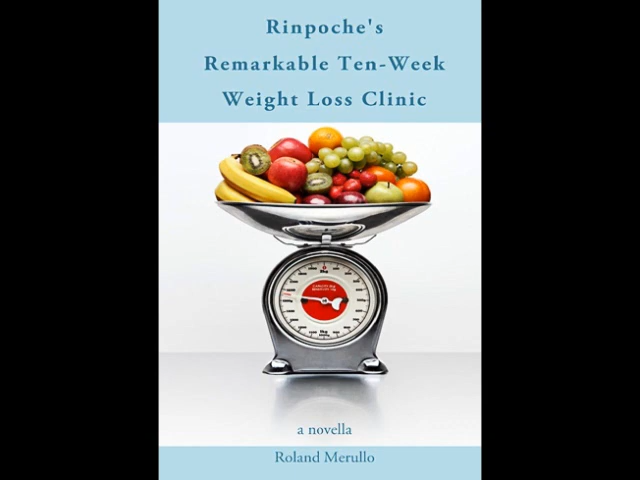 Rinpoche's
Remarkable Ten-Week
Weight Loss Clinic
a novella
Roland Merullo